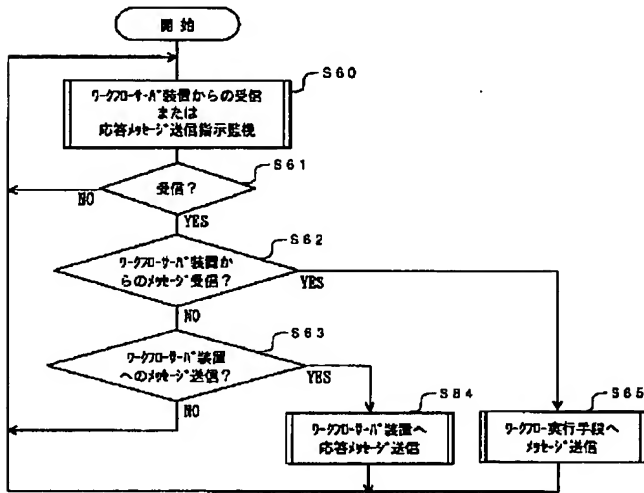 開始
S60
ワークフローサーバ装置からの受信
または
応答メッセージ送信指示監視
S61
受信？
NO
YES
S62
ワークフローサーバ装置か
らのメッセージ受信？
YES
NO
S63
ワークフローサーバ装置
へのメッセージ送信？
YES
NO
S84
ワークフローサーバ装置へ
応答メッセージ送信
S65
ワークフロー実行手段へ
メッセージ送信